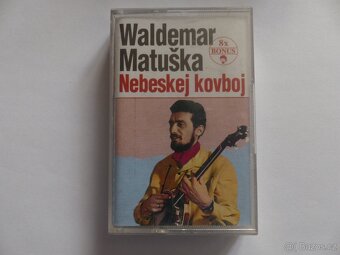 Waldemar
Matuška
8x
BONUS
Nebeskej kovboj